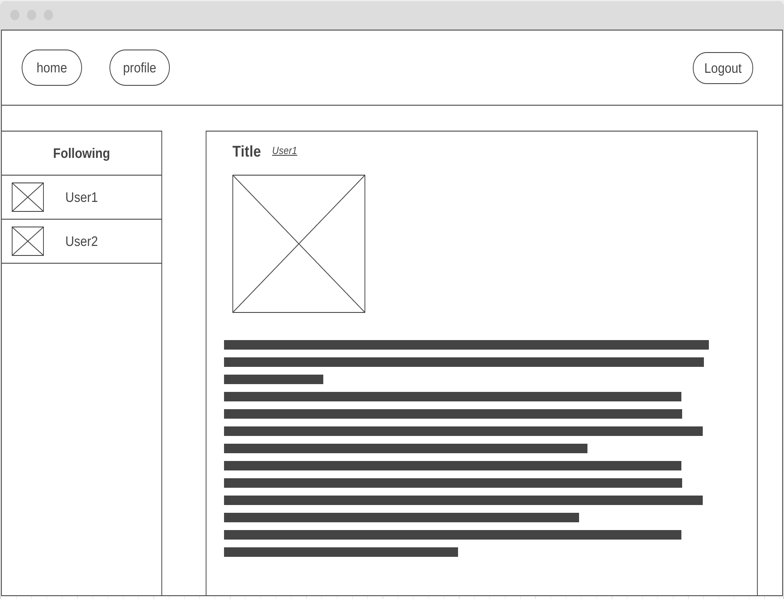 home profile Logout
Following
User1
User2
Title User1